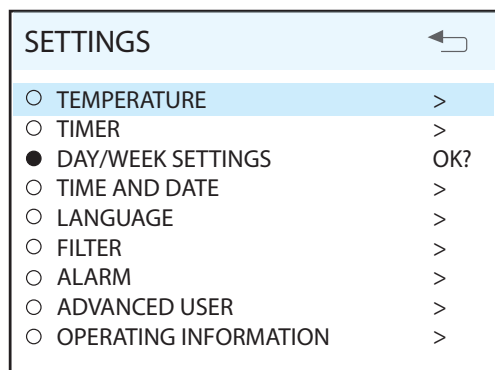 SETTINGS
TEMPERATURE >
TIMER >
DAY/WEEK SETTINGS OK?
TIME AND DATE >
LANGUAGE >
FILTER >
ALARM >
ADVANCED USER >
OPERATING INFORMATION >